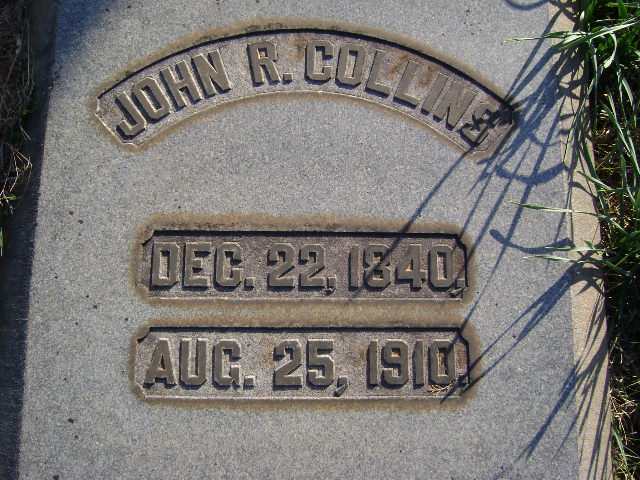 JOHN R. COLLINS
DEC. 22, 1840.
AUG. 25, 1910.